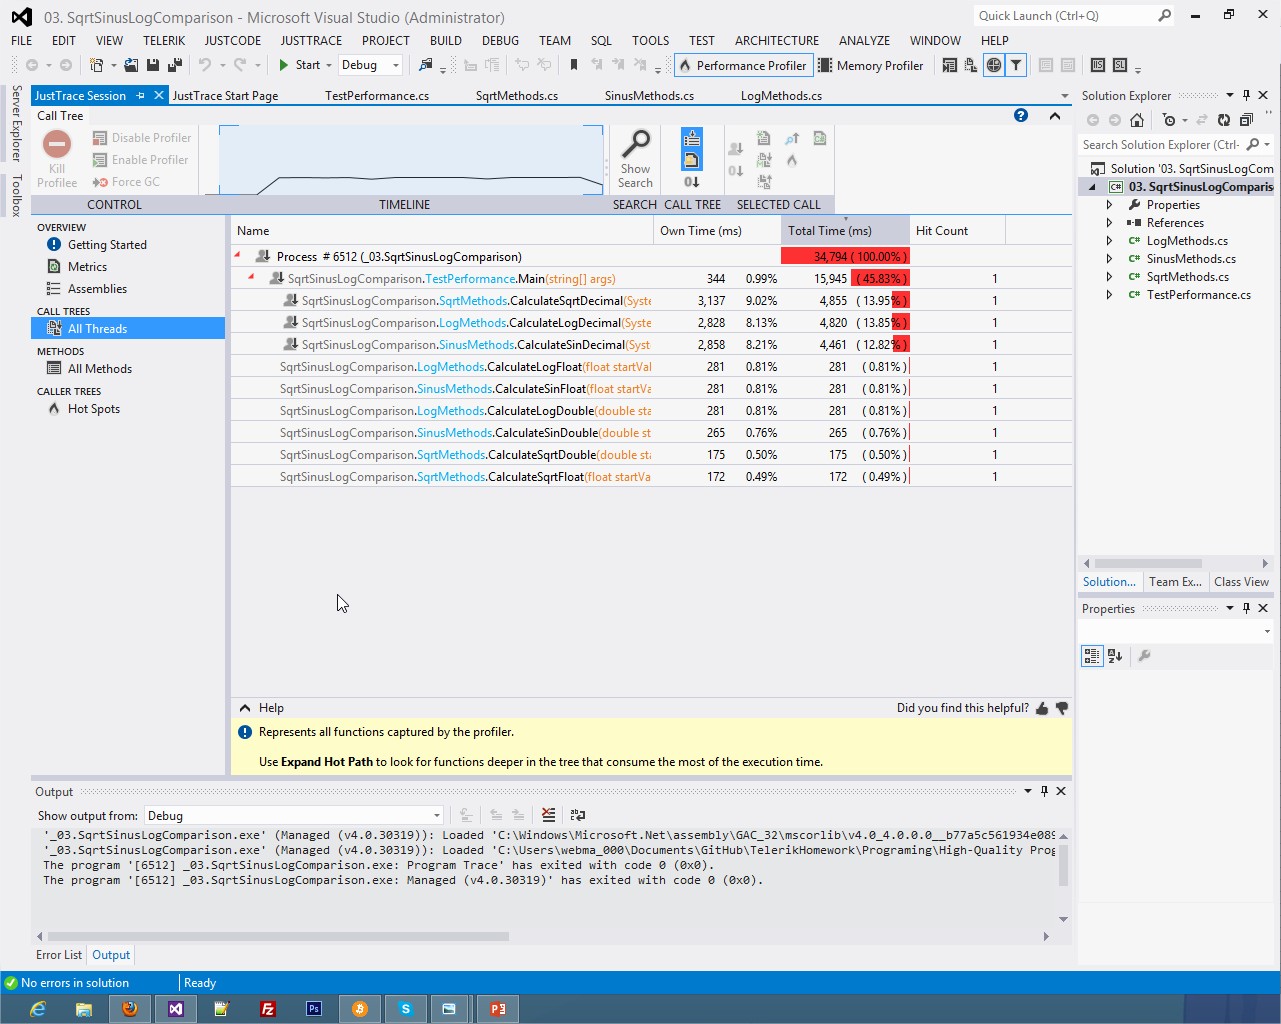 03. SqrtSinusLogComparison - Microsoft Visual Studio (Administrator)
Quick Launch (Ctrl+Q)
FILE EDIT VIEW TELERIK JUSTCODE JUSTTRACE PROJECT BUILD DEBUG TEAM SQL TOOLS TEST ARCHITECTURE ANALYZE WINDOW HELP
Start Debug Performance Profiler Memory Profiler
Server Explorer
Toolbox
JustTrace Session JustTrace Start Page TestPerformance.cs SqrtMethods.cs SinusMethods.cs LogMethods.cs
Call Tree
Kill Profilee
Disable Profiler
Enable Profiler
Force GC
Show Search
CONTROL TIMELINE SEARCH CALL TREE SELECTED CALL
OVERVIEW
Getting Started
Metrics
Assemblies
CALL TREES
All Threads
METHODS
All Methods
CALLER TREES
Hot Spots
Name Own Time (ms) Total Time (ms) Hit Count
Process # 6512 (_03.SqrtSinusLogComparison) 34,794 (100.00%)
SqrtSinusLogComparison.TestPerformance.Main(string[] args) 344 0.99% 15,945 (45.83%) 1
SqrtSinusLogComparison.SqrtMethods.CalculateSqrtDecimal(Syste 3,137 9.02% 4,855 (13.95%) 1
SqrtSinusLogComparison.LogMethods.CalculateLogDecimal(Syste 2,828 8.13% 4,820 (13.85%) 1
SqrtSinusLogComparison.SinusMethods.CalculateSinDecimal(Syst 2,858 8.21% 4,461 (12.82%) 1
SqrtSinusLogComparison.LogMethods.CalculateLogFloat(float startVal 281 0.81% 281 (0.81%) 1
SqrtSinusLogComparison.SinusMethods.CalculateSinFloat(float startVa 281 0.81% 281 (0.81%) 1
SqrtSinusLogComparison.LogMethods.CalculateLogDouble(double sta 281 0.81% 281 (0.81%) 1
SqrtSinusLogComparison.SinusMethods.CalculateSinDouble(double st 265 0.76% 265 (0.76%) 1
SqrtSinusLogComparison.SqrtMethods.CalculateSqrtDouble(double sta 175 0.50% 175 (0.50%) 1
SqrtSinusLogComparison.SqrtMethods.CalculateSqrtFloat(float startVa 172 0.49% 172 (0.49%) 1
Help Did you find this helpful?
Represents all functions captured by the profiler.
Use Expand Hot Path to look for functions deeper in the tree that consume the most of the execution time.
Output
Show output from: Debug
'_03.SqrtSinusLogComparison.exe' (Managed (v4.0.30319)): Loaded 'C:\Windows\Microsoft.Net\assembly\GAC_32\mscorlib\v4.0_4.0.0.0__b77a5c561934e089
'_03.SqrtSinusLogComparison.exe' (Managed (v4.0.30319)): Loaded 'C:\Users\webma_000\Documents\GitHub\TelerikHomework\Programing\High-Quality Prog
The program '[6512] _03.SqrtSinusLogComparison.exe: Program Trace' has exited with code 0 (0x0).
The program '[6512] _03.SqrtSinusLogComparison.exe: Managed (v4.0.30319)' has exited with code 0 (0x0).
Error List Output
No errors in solution Ready
Solution Explorer
Search Solution Explorer (Ctrl-
Solution '03. SqrtSinusLogCom
03. SqrtSinusLogComparis
Properties
References
LogMethods.cs
SinusMethods.cs
SqrtMethods.cs
TestPerformance.cs
Solution... Team Ex... Class View
Properties